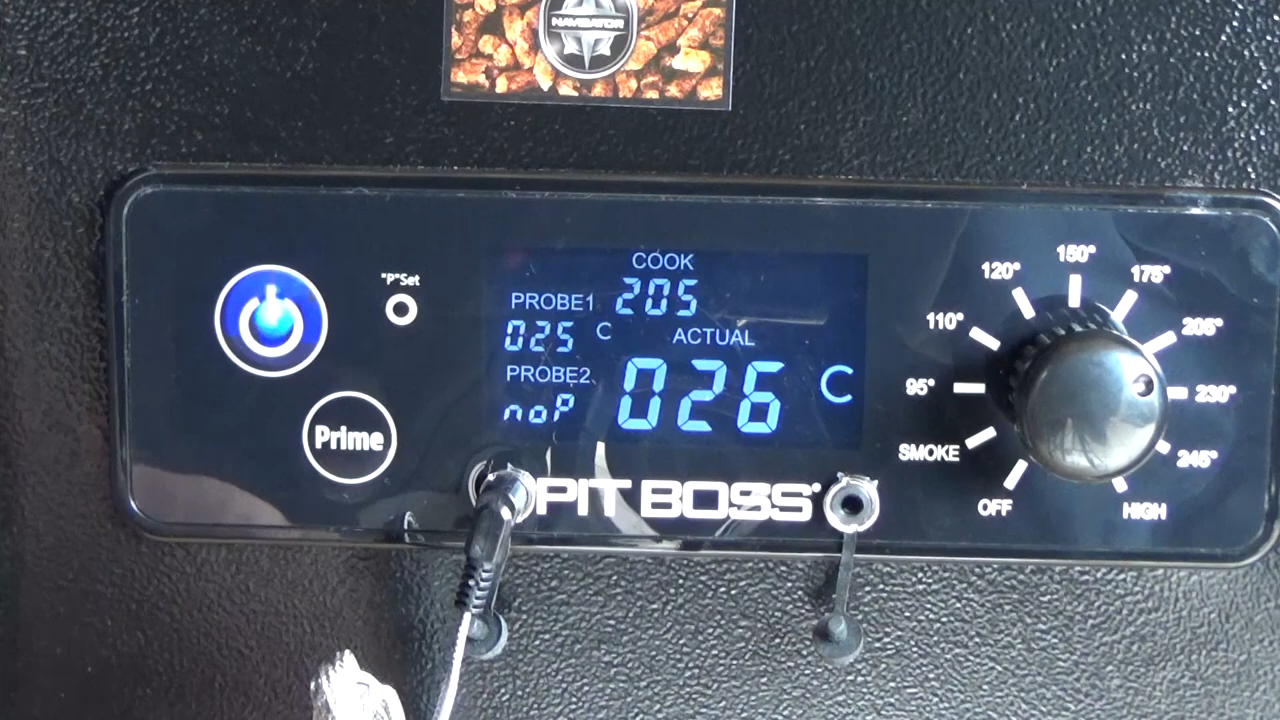 NAVIGATOR
"P"Set
Prime
COOK
205
PROBE1
025 C
ACTUAL
026 C
PROBE2
noP
PIT BOSS
OFF
SMOKE
95°
110°
120°
150°
175°
205°
230°
245°
HIGH